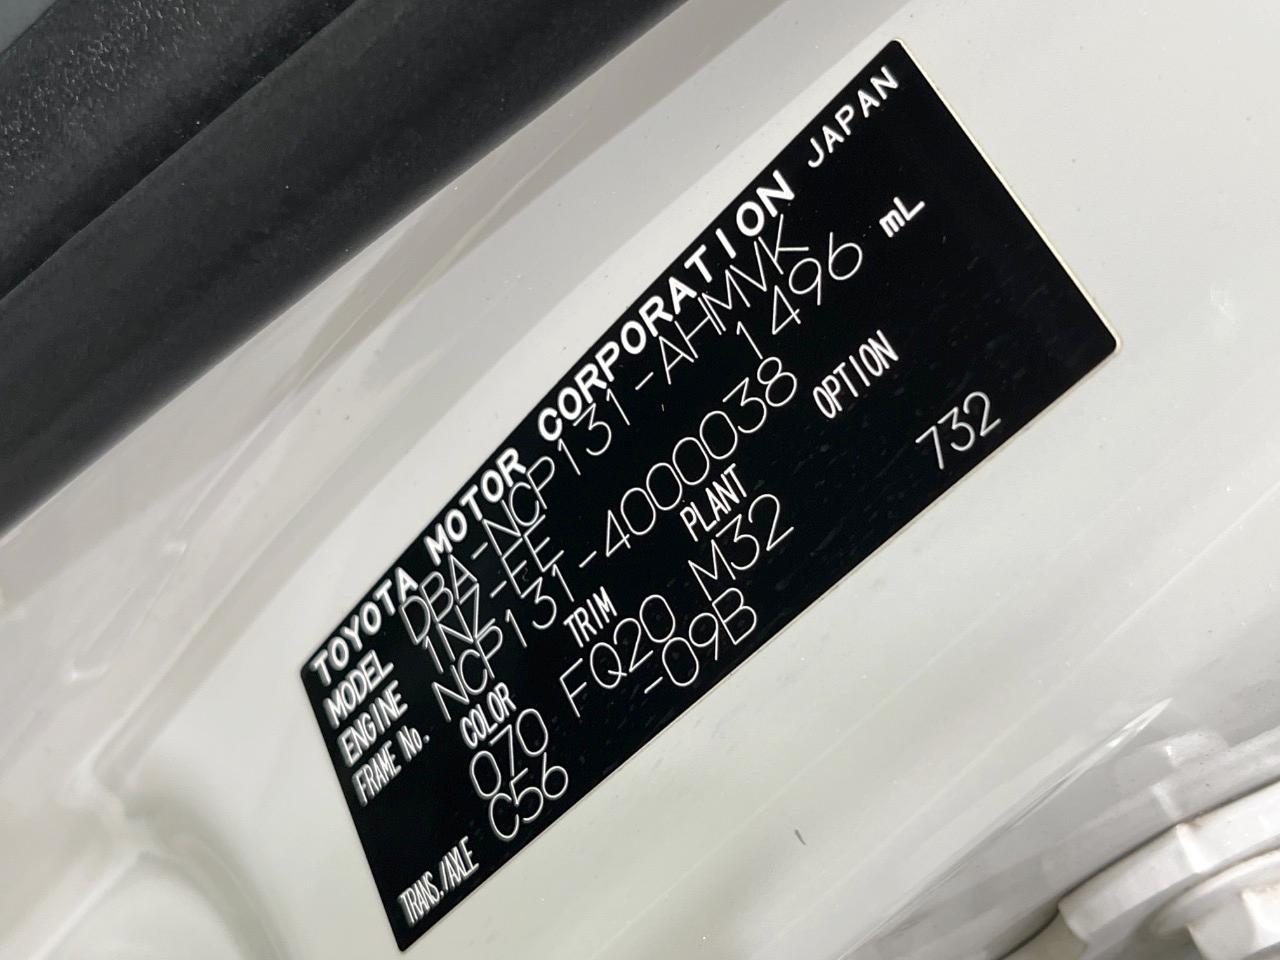 TOYOTA MOTOR CORPORATION JAPAN
MODEL DBA-NCP131-AHMVK
ENGINE 1NZ-FE 1496 mL
FRAME No. NCP131-4000038
COLOR TRIM PLANT OPTION
070 FQ20 M32 732
TRANS./AXLE C56 -09B